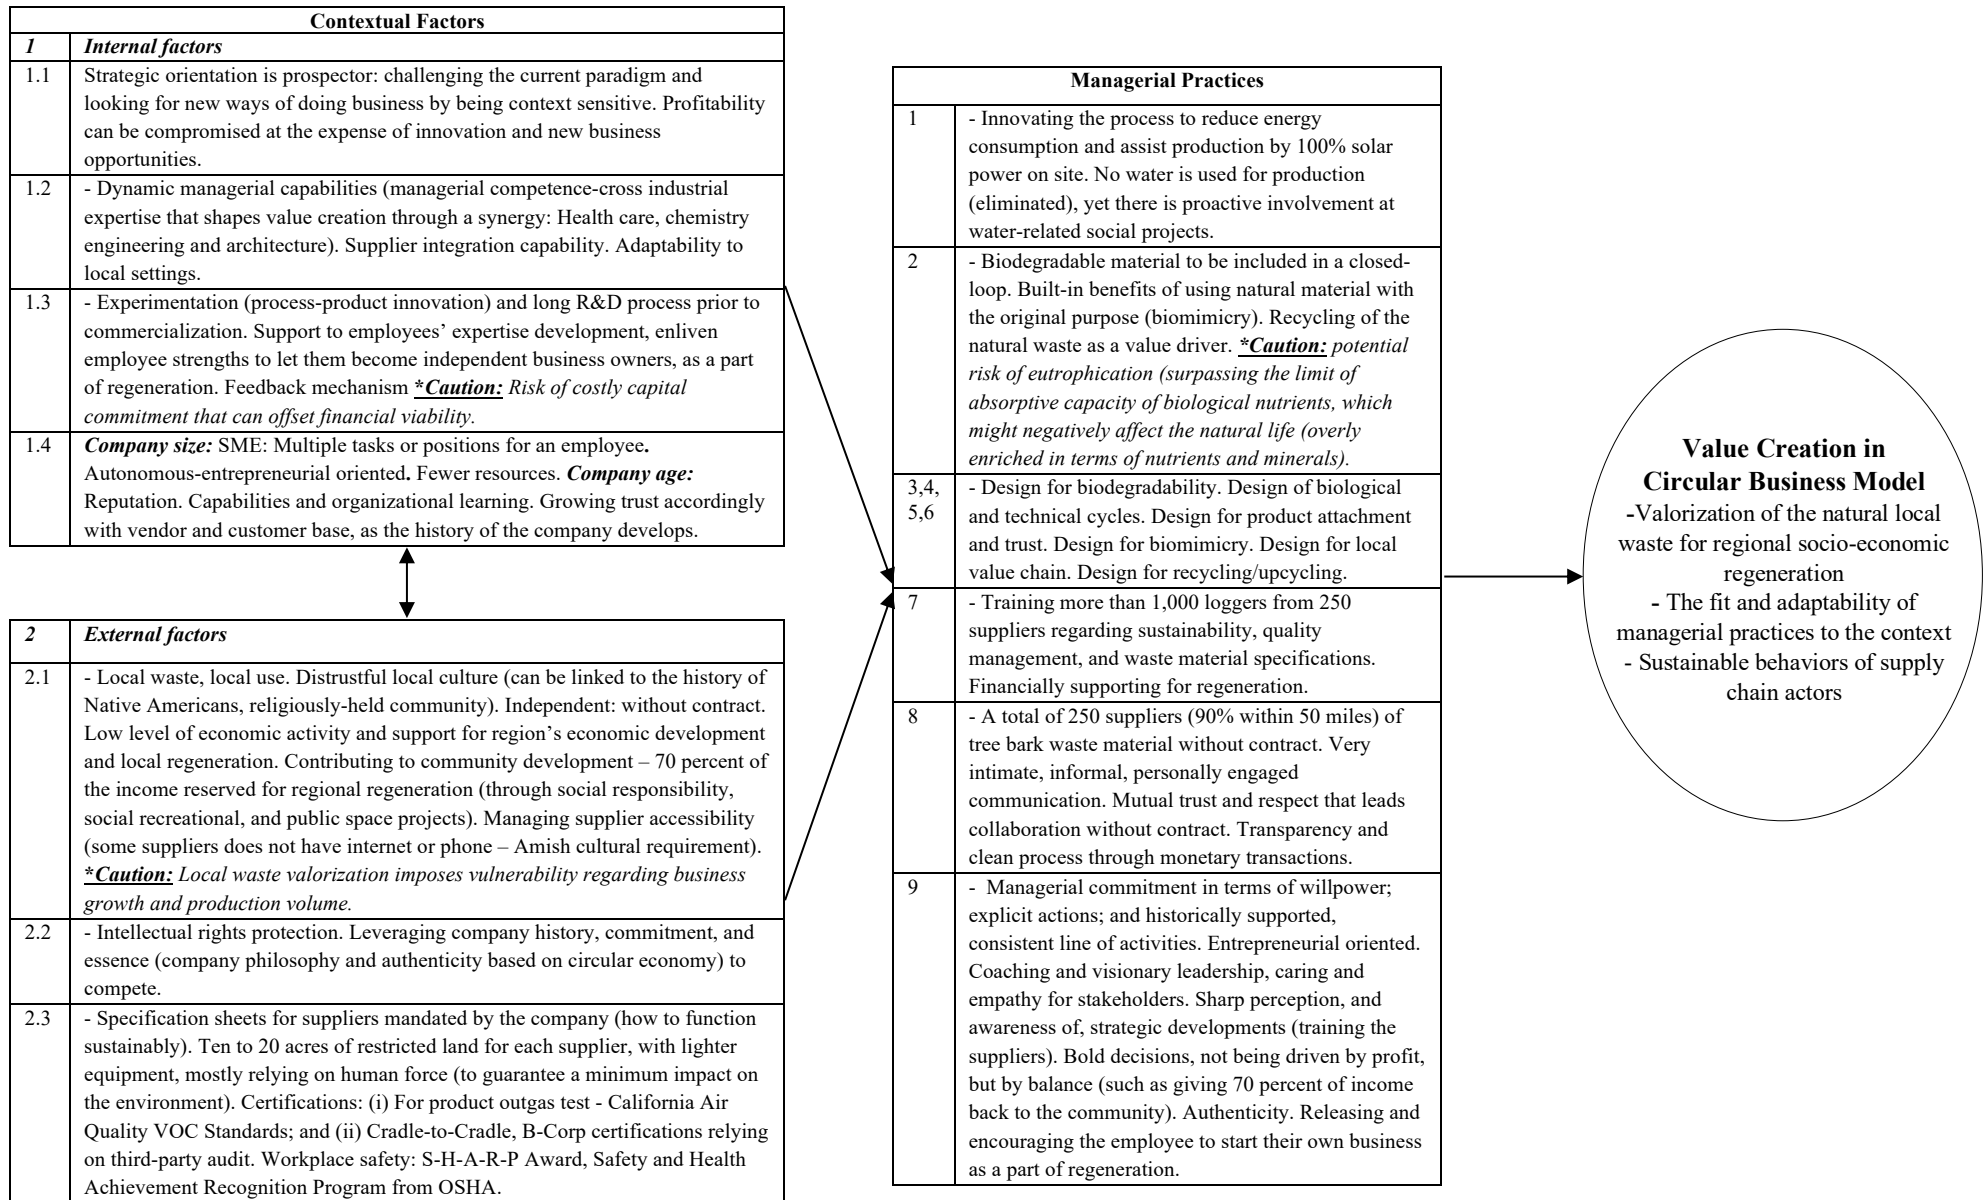 Contextual Factors
1 Internal factors
1.1 Strategic orientation is prospector: challenging the current paradigm and
looking for new ways of doing business by being context sensitive. Profitability
can be compromised at the expense of innovation and new business
opportunities.
1.2 - Dynamic managerial capabilities (managerial competence-cross industrial
expertise that shapes value creation through a synergy: Health care, chemistry
engineering and architecture). Supplier integration capability. Adaptability to
local settings.
1.3 - Experimentation (process-product innovation) and long R&D process prior to
commercialization. Support to employees’ expertise development, enliven
employee strengths to let them become independent business owners, as a part
of regeneration. Feedback mechanism *Caution: Risk of costly capital
commitment that can offset financial viability.
1.4 Company size: SME: Multiple tasks or positions for an employee.
Autonomous-entrepreneurial oriented. Fewer resources. Company age:
Reputation. Capabilities and organizational learning. Growing trust accordingly
with vendor and customer base, as the history of the company develops.
2 External factors
2.1 - Local waste, local use. Distrustful local culture (can be linked to the history of
Native Americans, religiously-held community). Independent: without contract.
Low level of economic activity and support for region’s economic development
and local regeneration. Contributing to community development – 70 percent of
the income reserved for regional regeneration (through social responsibility,
social recreational, and public space projects). Managing supplier accessibility
(some suppliers does not have internet or phone – Amish cultural requirement).
*Caution: Local waste valorization imposes vulnerability regarding business
growth and production volume.
2.2 - Intellectual rights protection. Leveraging company history, commitment, and
essence (company philosophy and authenticity based on circular economy) to
compete.
2.3 - Specification sheets for suppliers mandated by the company (how to function
sustainably). Ten to 20 acres of restricted land for each supplier, with lighter
equipment, mostly relying on human force (to guarantee a minimum impact on
the environment). Certifications: (i) For product outgas test - California Air
Quality VOC Standards; and (ii) Cradle-to-Cradle, B-Corp certifications relying
on third-party audit. Workplace safety: S-H-A-R-P Award, Safety and Health
Achievement Recognition Program from OSHA.
Managerial Practices
1 - Innovating the process to reduce energy
consumption and assist production by 100% solar
power on site. No water is used for production
(eliminated), yet there is proactive involvement at
water-related social projects.
2 - Biodegradable material to be included in a closed-
loop. Built-in benefits of using natural material with
the original purpose (biomimicry). Recycling of the
natural waste as a value driver. *Caution: potential
risk of eutrophication (surpassing the limit of
absorptive capacity of biological nutrients, which
might negatively affect the natural life (overly
enriched in terms of nutrients and minerals).
3,4, - Design for biodegradability. Design of biological
5,6 and technical cycles. Design for product attachment
and trust. Design for biomimicry. Design for local
value chain. Design for recycling/upcycling.
7 - Training more than 1,000 loggers from 250
suppliers regarding sustainability, quality
management, and waste material specifications.
Financially supporting for regeneration.
8 - A total of 250 suppliers (90% within 50 miles) of
tree bark waste material without contract. Very
intimate, informal, personally engaged
communication. Mutual trust and respect that leads
collaboration without contract. Transparency and
clean process through monetary transactions.
9 - Managerial commitment in terms of willpower;
explicit actions; and historically supported,
consistent line of activities. Entrepreneurial oriented.
Coaching and visionary leadership, caring and
empathy for stakeholders. Sharp perception, and
awareness of, strategic developments (training the
suppliers). Bold decisions, not being driven by profit,
but by balance (such as giving 70 percent of income
back to the community). Authenticity. Releasing and
encouraging the employee to start their own business
as a part of regeneration.
Value Creation in
Circular Business Model
-Valorization of the natural local
waste for regional socio-economic
regeneration
- The fit and adaptability of
managerial practices to the context
- Sustainable behaviors of supply
chain actors